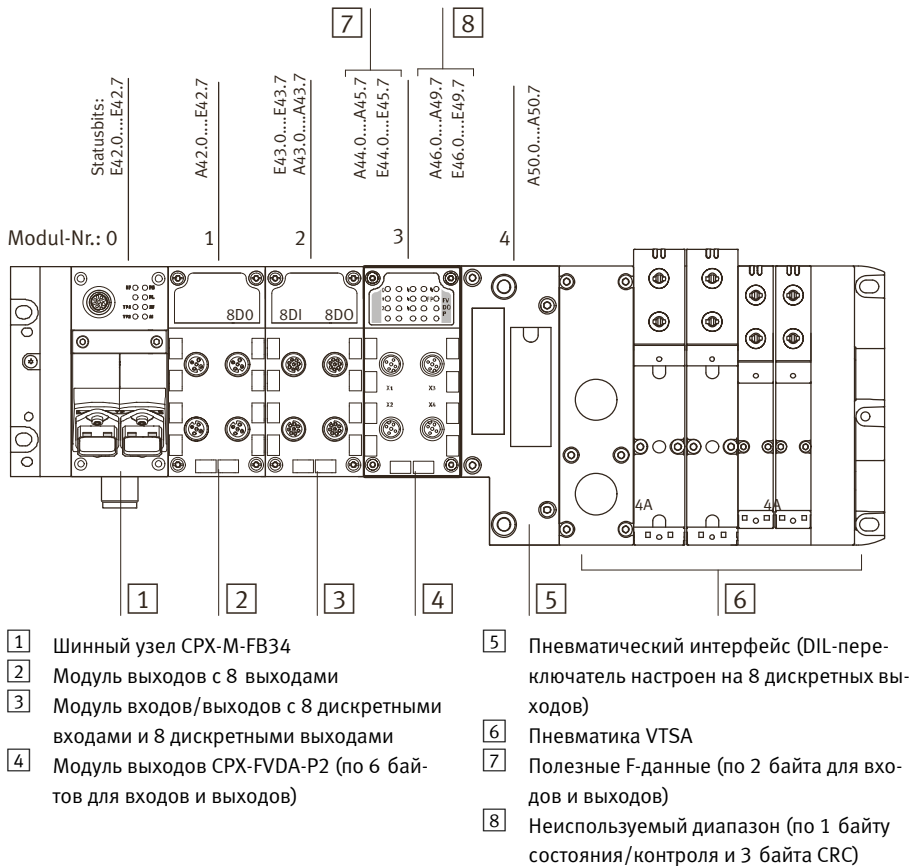 7 8
Statusbits:
E42.0....E42.7
A42.0....E42.7
E43.0....E43.7
A43.0....A43.7
A44.0....A45.7
E44.0....E45.7
A46.0....A49.7
E46.0....E49.7
A50.0....A50.7
Modul-Nr.: 0 1 2 3 4
8D0 8DI 8DO
X1 X3
X2 X4
4A 4A
1 2 3 4 5 6
1 Шинный узел CPX-M-FB34
2 Модуль выходов с 8 выходами
3 Модуль входов/выходов с 8 дискретными
входами и 8 дискретными выходами
4 Модуль выходов CPX-FVDA-P2 (по 6 бай-
тов для входов и выходов)
5 Пневматический интерфейс (DIL-пере-
ключатель настроен на 8 дискретных вы-
ходов)
6 Пневматика VTSA
7 Полезные F-данные (по 2 байта для вхо-
дов и выходов)
8 Неиспользуемый диапазон (по 1 байту
состояния/контроля и 3 байта CRC)